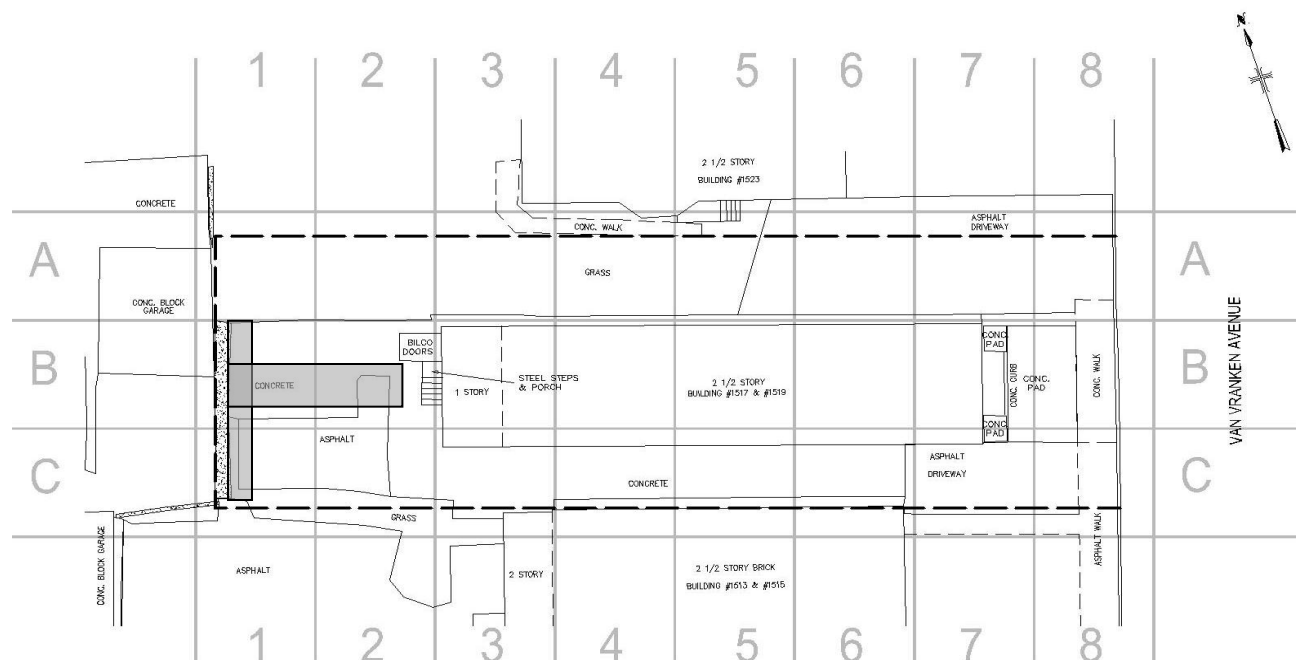 N
1 2 3 4 5 6 7 8
2 1/2 STORY
BUILDING #1523
CONCRETE
ASPHALT
DRIVEWAY
CONC. WALK
A
GRASS
A
CONC. BLOCK
GARAGE
VAN VRANKEN AVENUE
BILCO
DOORS
CONC.
PAD
B
CONCRETE
STEEL STEPS
& PORCH
1 STORY
2 1/2 STORY
BUILDING #1517 & #1519
CONC. CURB
CONC.
PAD
CONC. WALK
B
CONC.
PAD
ASPHALT
C
ASPHALT
DRIVEWAY
CONCRETE
C
GRASS
ASPHALT WALK
CONC. BLOCK GARAGE
ASPHALT
2 STORY
2 1/2 STORY BRICK
BUILDING #1513 & #1515
1 2 3 4 5 6 7 8